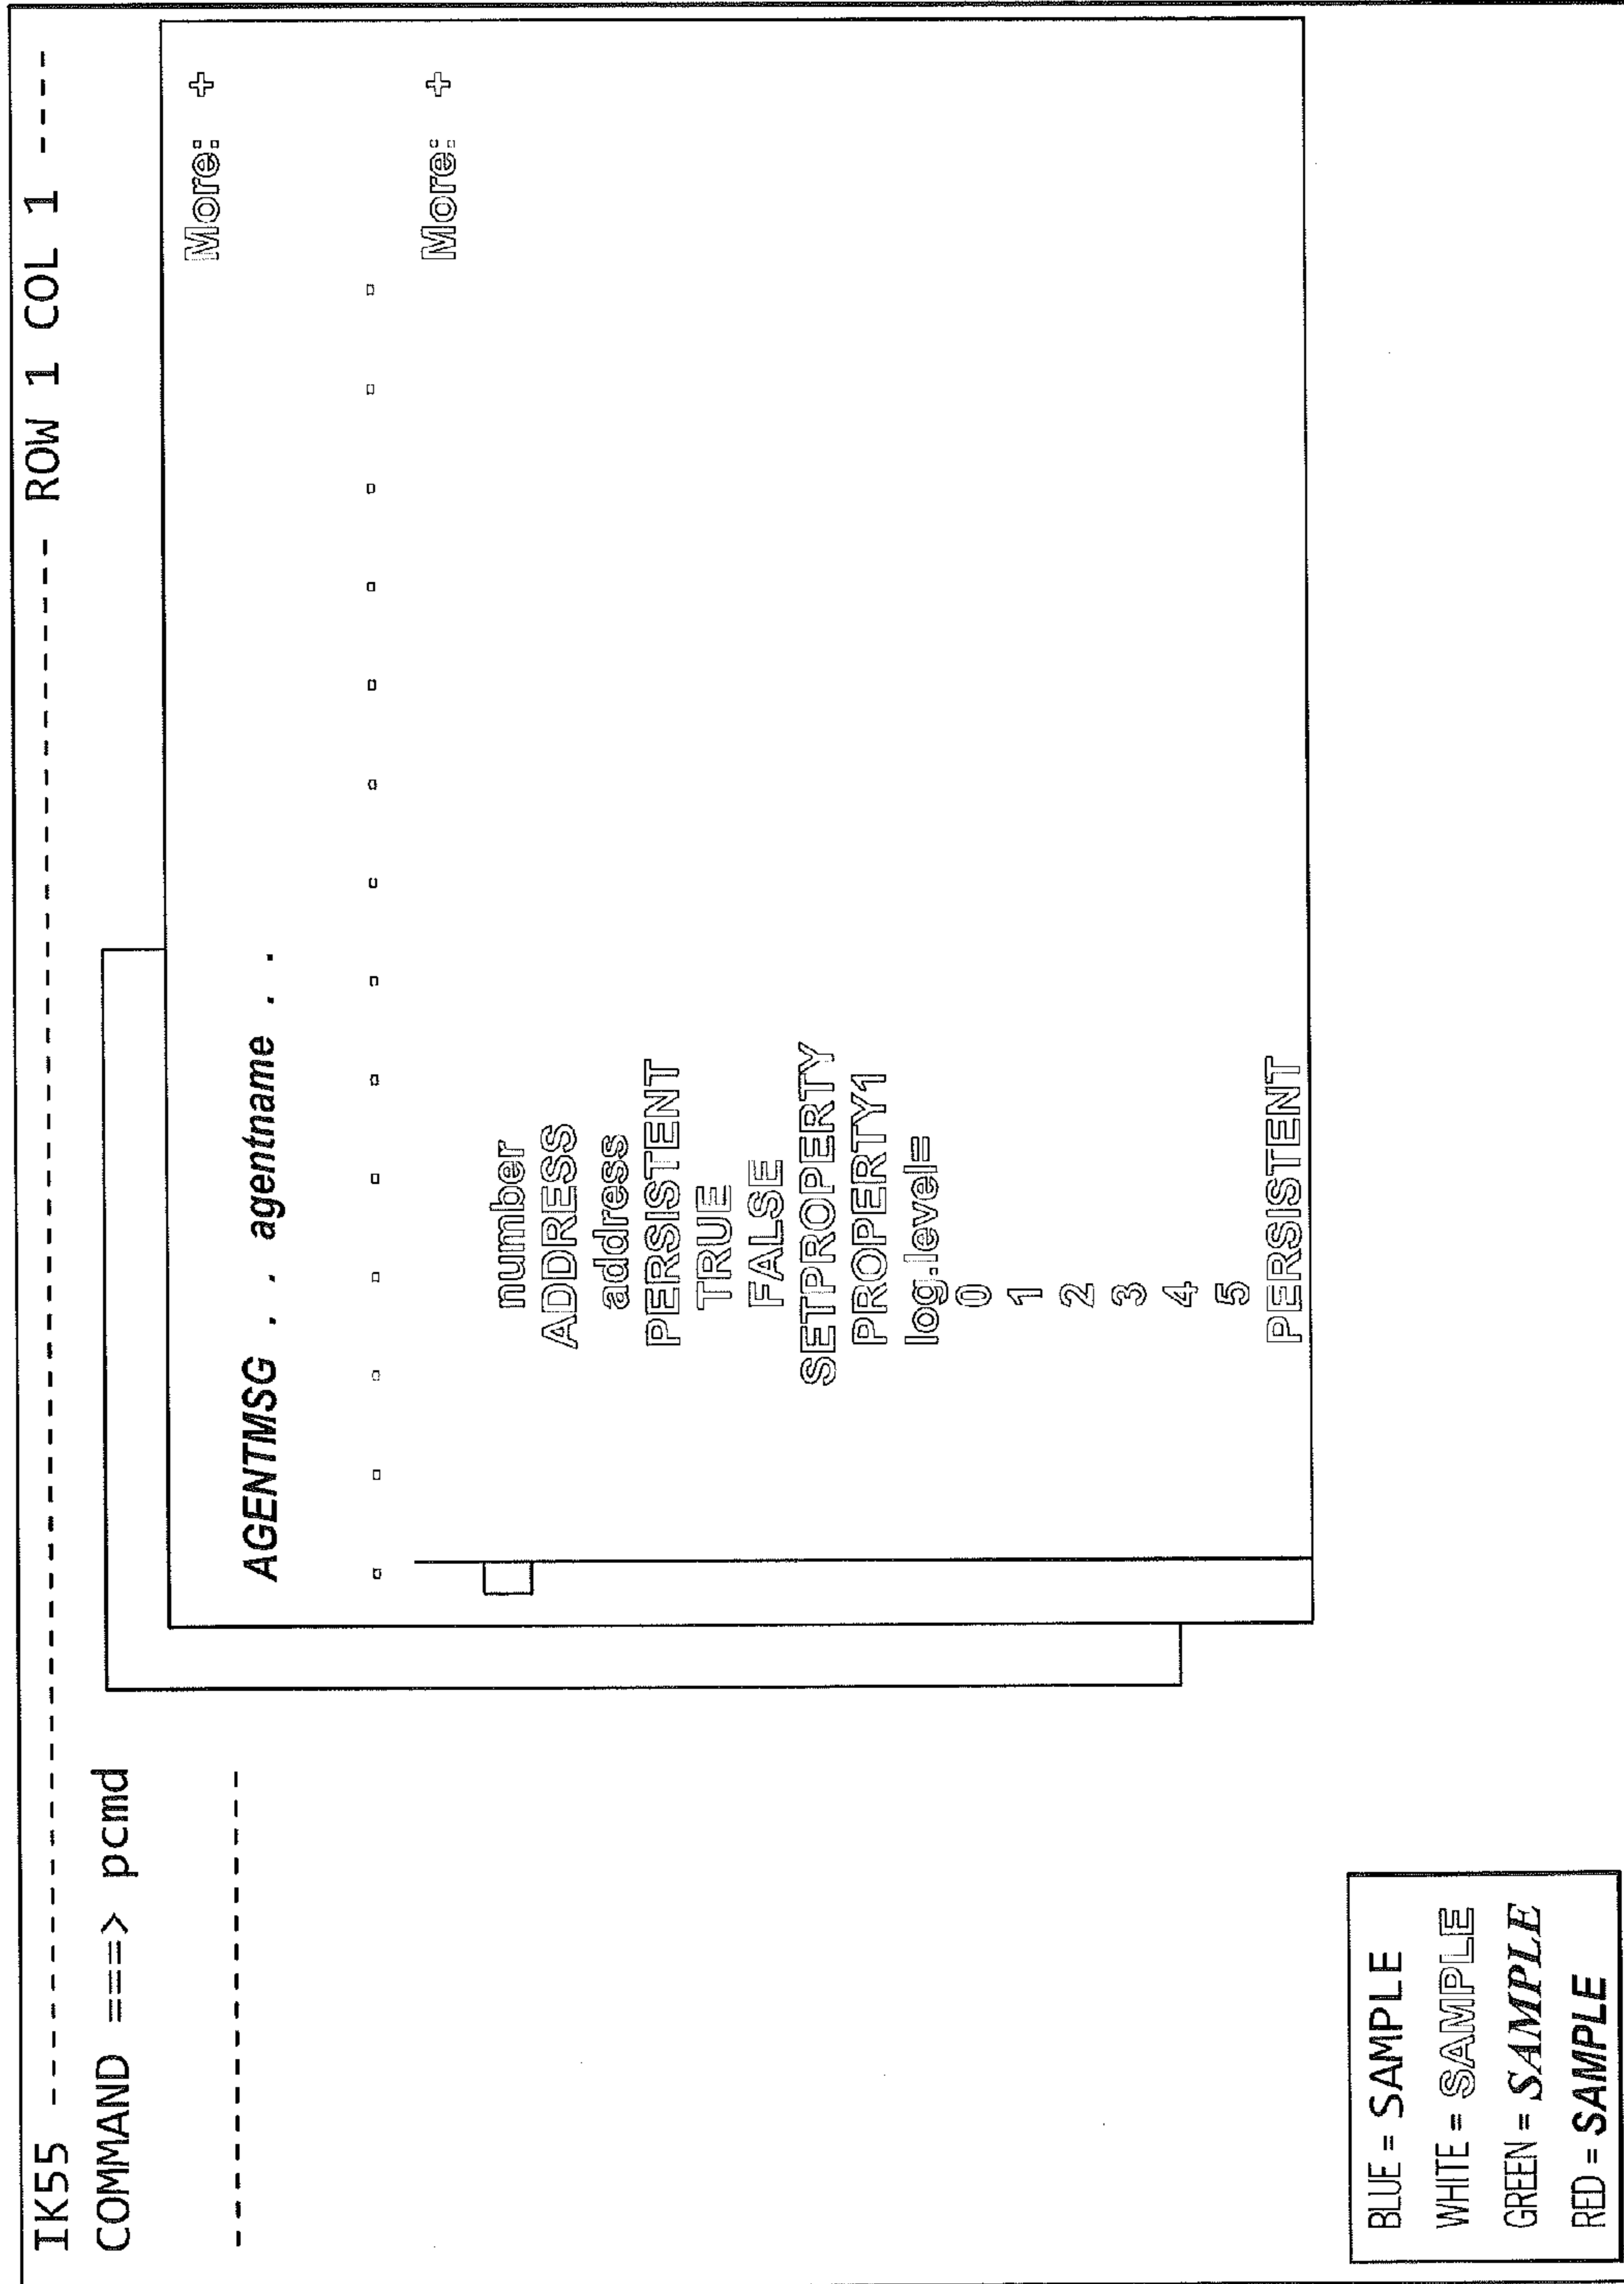 IK55 ------------------------------------------------ ROW 1 COL 1 ----
COMMAND ===> pcmd
-----------------
More: +
AGENTMSG . . agentname . .
. . . . . . . . . . . . . .
More: +
number
ADDRESS
address
PERSISTENT
TRUE
FALSE
SETPROPERTY
PROPERTY1
log.level=
0
1
2
3
4
5
PERSISTENT
BLUE = SAMPLE
WHITE = SAMPLE
GREEN = SAMPLE
RED = SAMPLE